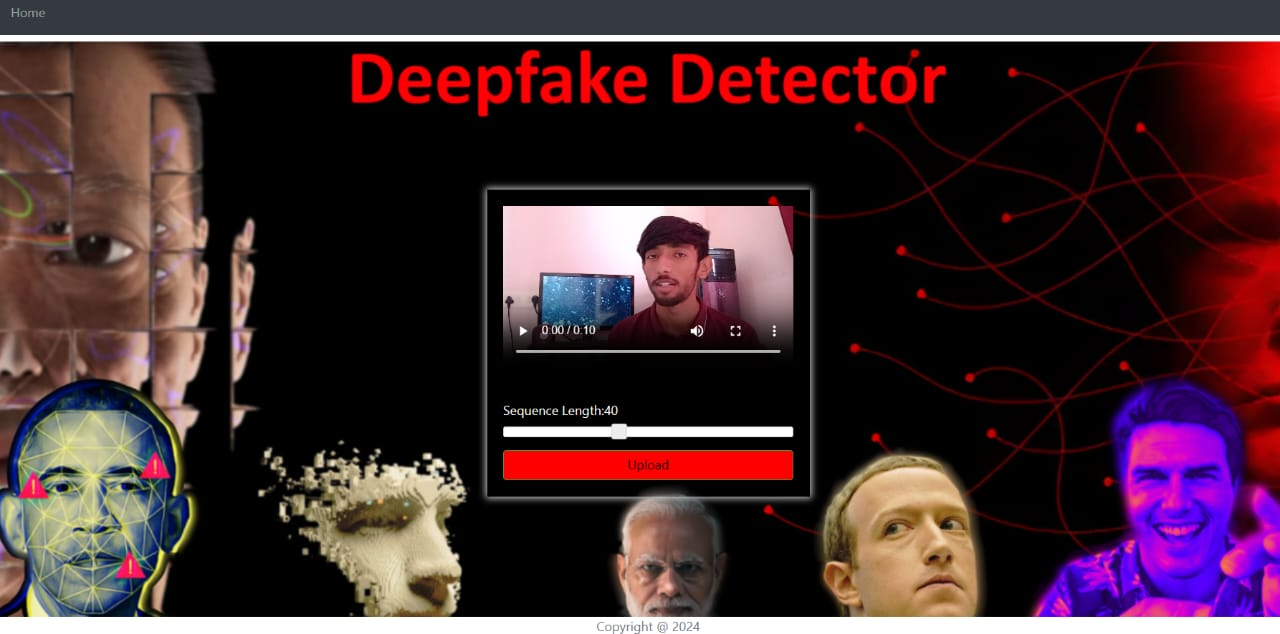 Home
Deepfake Detector
0:00 / 0:10
Sequence Length:40
Upload
Copyright @ 2024